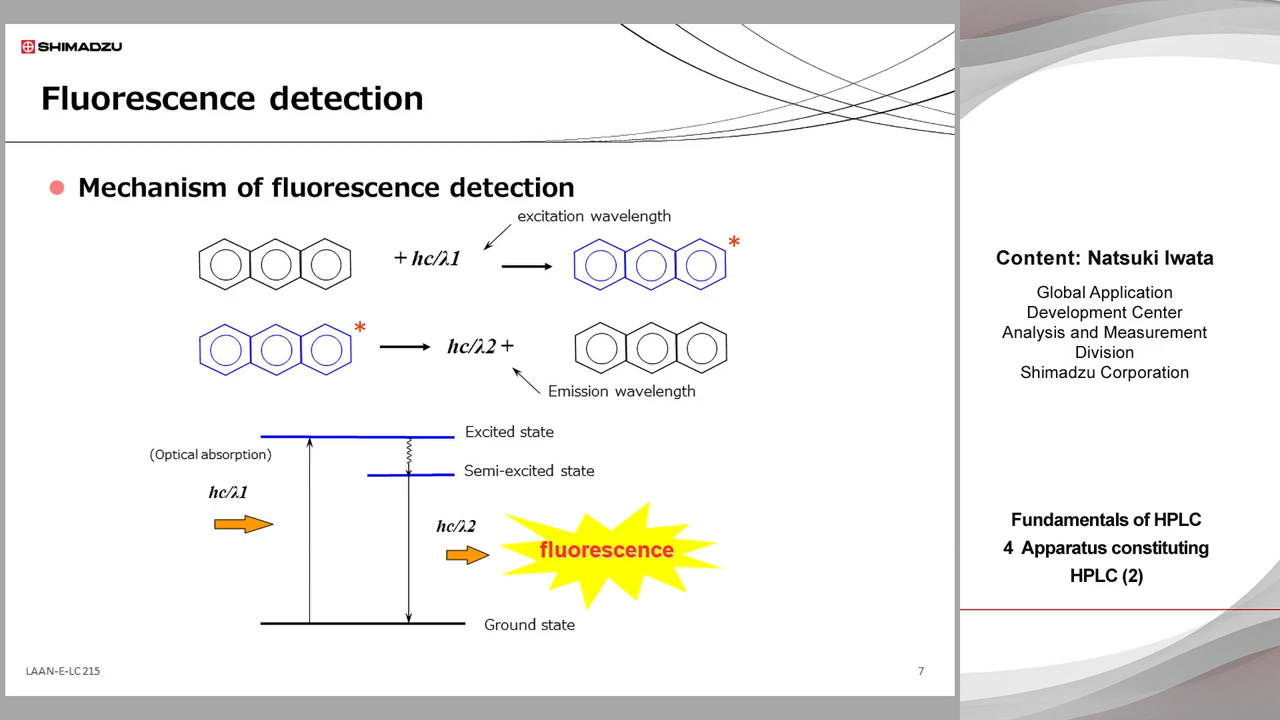 SHIMADZU
Fluorescence detection
Mechanism of fluorescence detection
excitation wavelength
+ hc/λ1
*
*
hc/λ2 +
Emission wavelength
Excited state
(Optical absorption)
Semi-excited state
hc/λ1
hc/λ2
fluorescence
Ground state
LAAN-E-LC 215
7
Content: Natsuki Iwata
Global Application
Development Center
Analysis and Measurement
Division
Shimadzu Corporation
Fundamentals of HPLC
4 Apparatus constituting
HPLC (2)